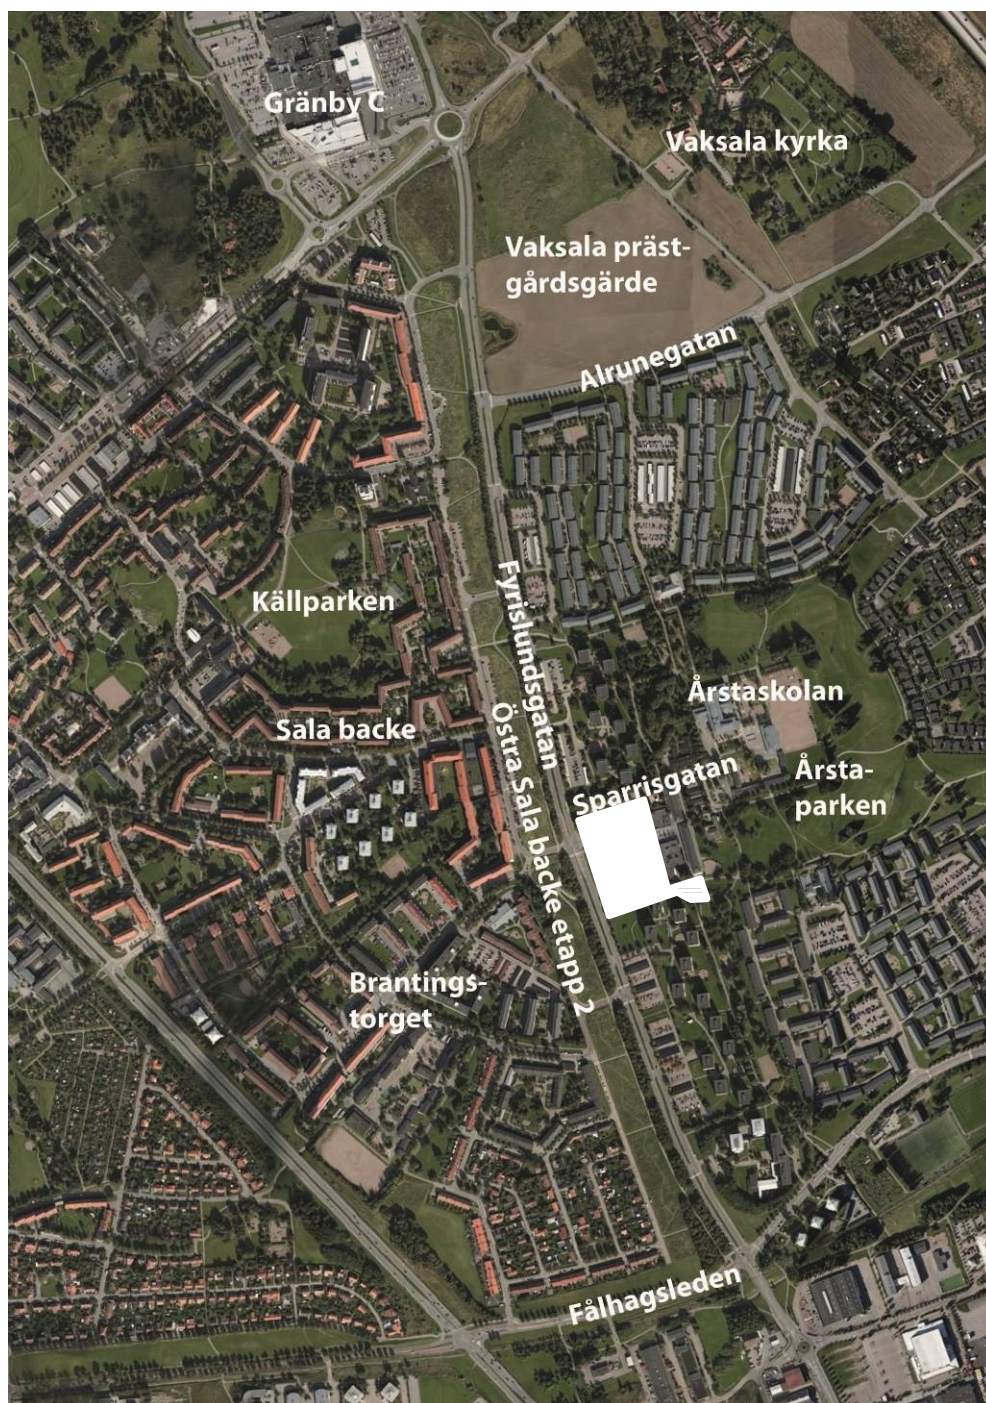 Gränby C
Vaksala kyrka
Vaksala präst-
gårdsgärde
Alrunegatan
Fyrislundsgatan
Källparken
Årstaskolan
Östra Sala backe etapp 2
Sala backe
Sparrisgatan
Årsta-
parken
Brantings-
torget
Fålhagsleden